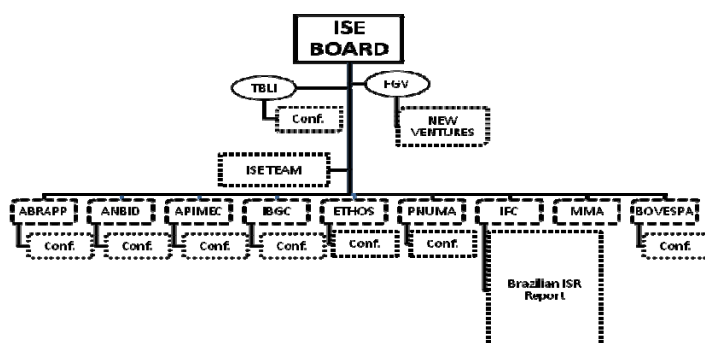 ISE
BOARD
TBLI
FGV
Conf.
NEW
VENTURES
ISE TEAM
ABRAPP
ANBID
APIMEC
IBGC
ETHOS
PNUMA
IFC
MMA
BOVESPA
Conf.
Conf.
Conf.
Conf.
Conf.
Conf.
Conf.
Brazilian ISR
Report